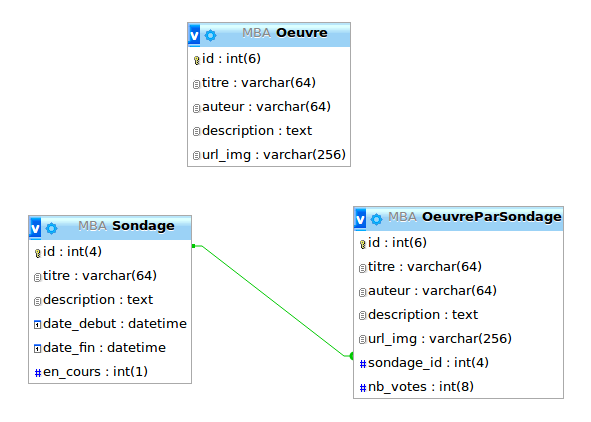 v MBA Oeuvre
id : int(6)
titre : varchar(64)
auteur : varchar(64)
description : text
url_img : varchar(256)
v MBA Sondage
id : int(4)
titre : varchar(64)
description : text
date_debut : datetime
date_fin : datetime
# en_cours : int(1)
v MBA OeuvreParSondage
id : int(6)
titre : varchar(64)
auteur : varchar(64)
description : text
url_img : varchar(256)
# sondage_id : int(4)
# nb_votes : int(8)